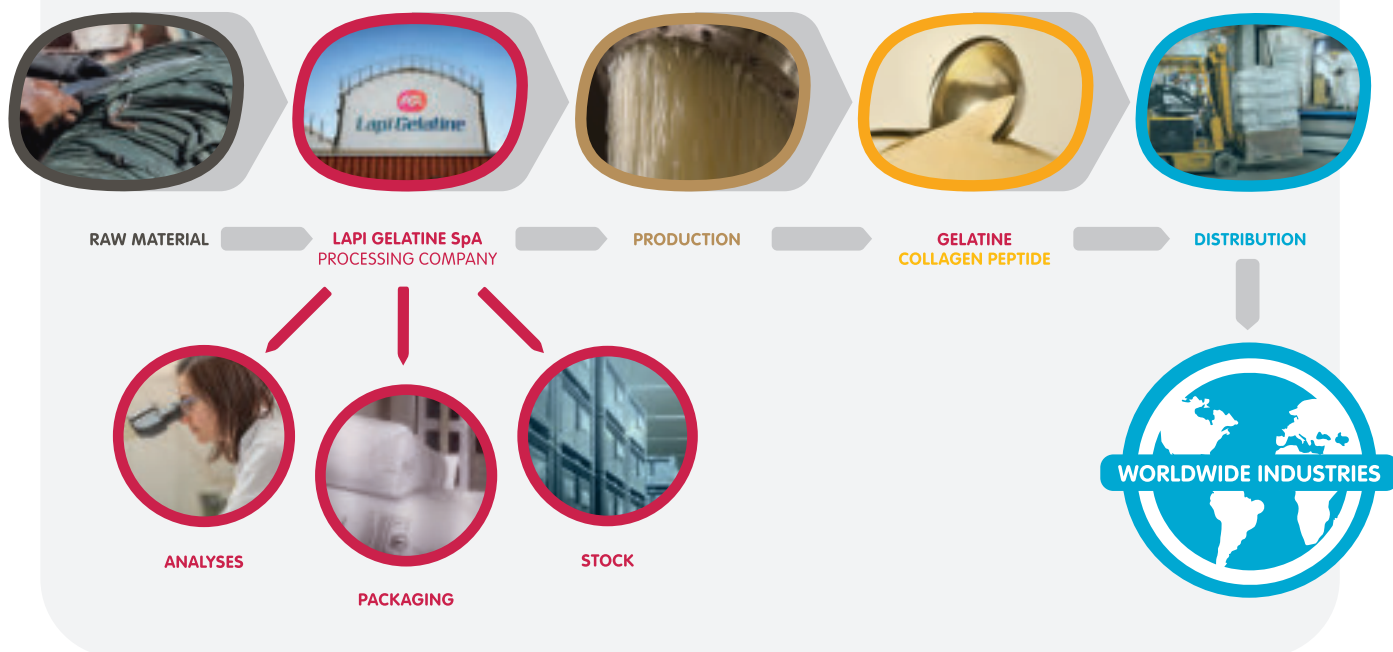 Lapi Gelatine
RAW MATERIAL
LAPI GELATINE SpA
PROCESSING COMPANY
PRODUCTION
GELATINE
COLLAGEN PEPTIDE
DISTRIBUTION
WORLDWIDE INDUSTRIES
ANALYSES
STOCK
PACKAGING